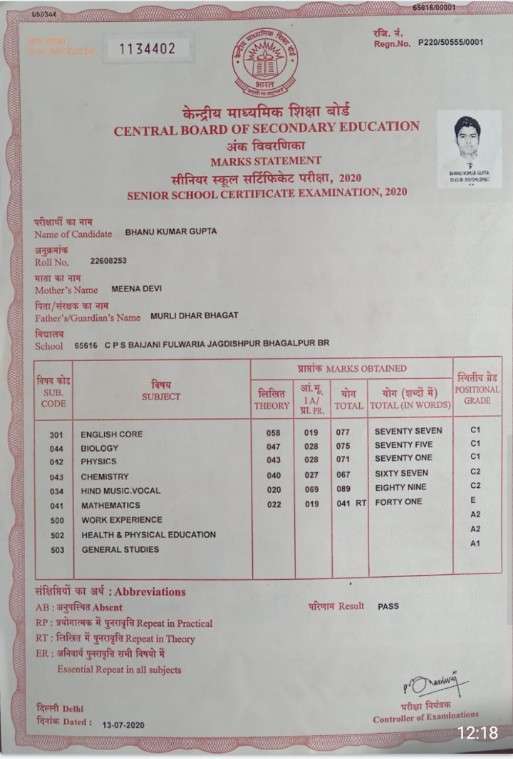 65616/00001
1134402
रजि. नं.
Regn.No. P220/50555/0001
भारत
केन्द्रीय माध्यमिक शिक्षा बोर्ड
CENTRAL BOARD OF SECONDARY EDUCATION
अंक विवरणिका
MARKS STATEMENT
सीनियर स्कूल सर्टिफिकेट परीक्षा, 2020
SENIOR SCHOOL CERTIFICATE EXAMINATION, 2020
BHANU KUMAR GUPTA
परीक्षार्थी का नाम
Name of Candidate BHANU KUMAR GUPTA
अनुक्रमांक
Roll No. 22608253
माता का नाम
Mother's Name MEENA DEVI
पिता/संरक्षक का नाम
Father's/Guardian's Name MURLI DHAR BHAGAT
विद्यालय
School 65616 C P S BAIJANI FULWARIA JAGDISHPUR BHAGALPUR BR
विषय कोड SUB. CODE
विषय SUBJECT
प्राप्तांक MARKS OBTAINED
लिखित THEORY
आं.मू. I A/ प्रा. PR.
योग TOTAL
योग (शब्दों में) TOTAL (IN WORDS)
स्थितीय ग्रेड POSITIONAL GRADE
301 ENGLISH CORE 058 019 077 SEVENTY SEVEN C1
044 BIOLOGY 047 028 075 SEVENTY FIVE C1
042 PHYSICS 043 028 071 SEVENTY ONE C1
043 CHEMISTRY 040 027 067 SIXTY SEVEN C2
034 HIND MUSIC.VOCAL 020 069 089 EIGHTY NINE C2
041 MATHEMATICS 022 019 041 RT FORTY ONE E
500 WORK EXPERIENCE A2
502 HEALTH & PHYSICAL EDUCATION A2
503 GENERAL STUDIES A1
संक्षिप्तियों का अर्थ : Abbreviations
AB : अनुपस्थित Absent
परिणाम Result PASS
RP : प्रयोगात्मक में पुनरावृत्ति Repeat in Practical
RT : लिखित में पुनरावृत्ति Repeat in Theory
ER : अनिवार्य पुनरावृत्ति सभी विषयों में
Essential Repeat in all subjects
दिल्ली Delhi
दिनांक Dated : 13-07-2020
परीक्षा नियंत्रक
Controller of Examinations
12:18